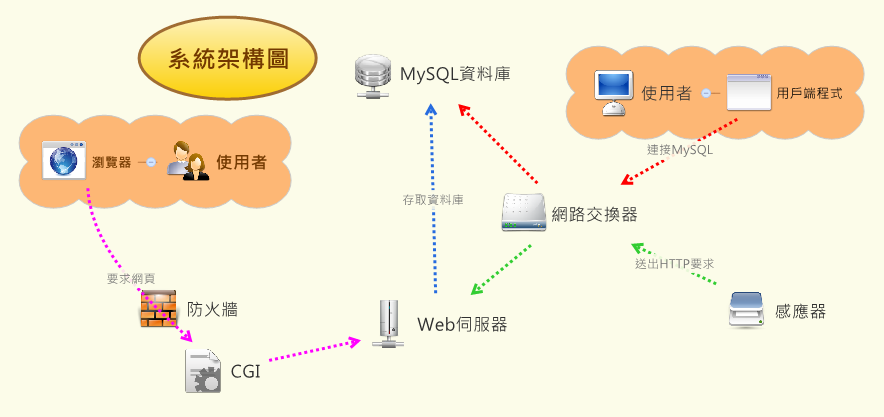 系統架構圖
MySQL資料庫
使用者
用戶端程式
連接MySQL
瀏覽器
使用者
存取資料庫
網路交換器
送出HTTP要求
要求網頁
防火牆
Web伺服器
感應器
CGI